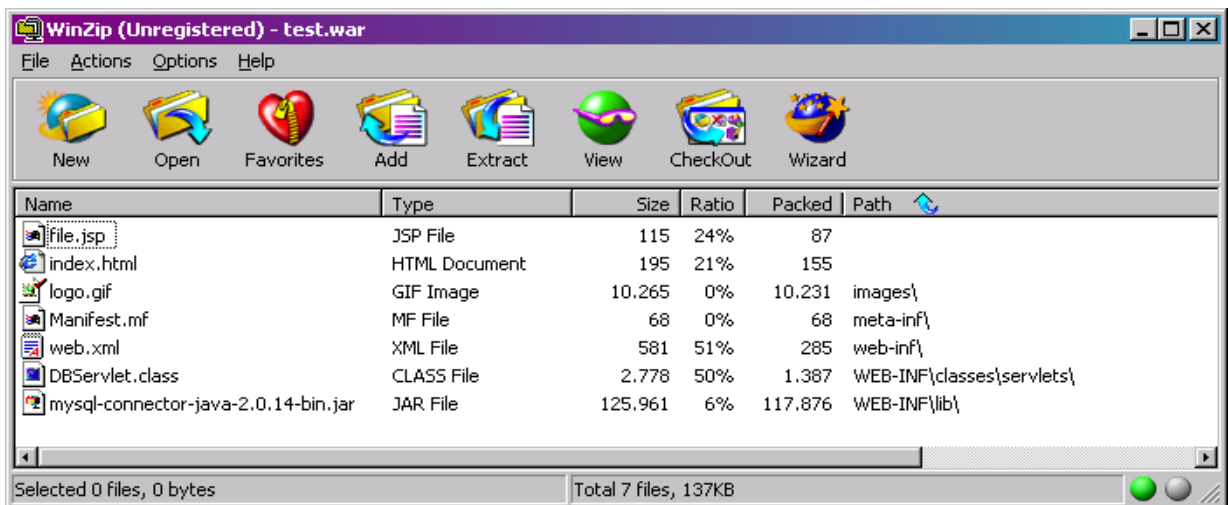 WinZip (Unregistered) - test.war
File Actions Options Help
New Open Favorites Add Extract View CheckOut Wizard
Name Type Size Ratio Packed Path
file.jsp JSP File 115 24% 87
index.html HTML Document 195 21% 155
logo.gif GIF Image 10.265 0% 10.231 images\
Manifest.mf MF File 68 0% 68 meta-inf\
web.xml XML File 581 51% 285 web-inf\
DBServlet.class CLASS File 2.778 50% 1.387 WEB-INF\classes\servlets\
mysql-connector-java-2.0.14-bin.jar JAR File 125.961 6% 117.876 WEB-INF\lib\
Selected 0 files, 0 bytes Total 7 files, 137KB